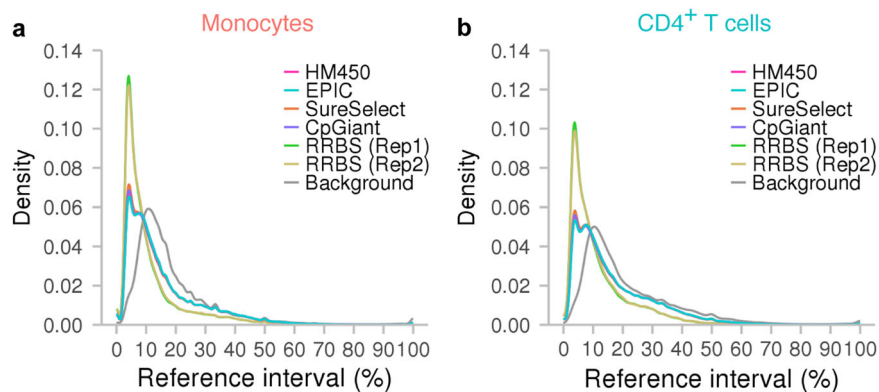 a
Monocytes
Density
0.14
0.12
0.10
0.08
0.06
0.04
0.02
0.00
HM450
EPIC
SureSelect
CpGiant
RRBS (Rep1)
RRBS (Rep2)
Background
0 10 20 30 40 50 60 70 80 90 100
Reference interval (%)
b
CD4⁺ T cells
Density
0.14
0.12
0.10
0.08
0.06
0.04
0.02
0.00
HM450
EPIC
SureSelect
CpGiant
RRBS (Rep1)
RRBS (Rep2)
Background
0 10 20 30 40 50 60 70 80 90 100
Reference interval (%)